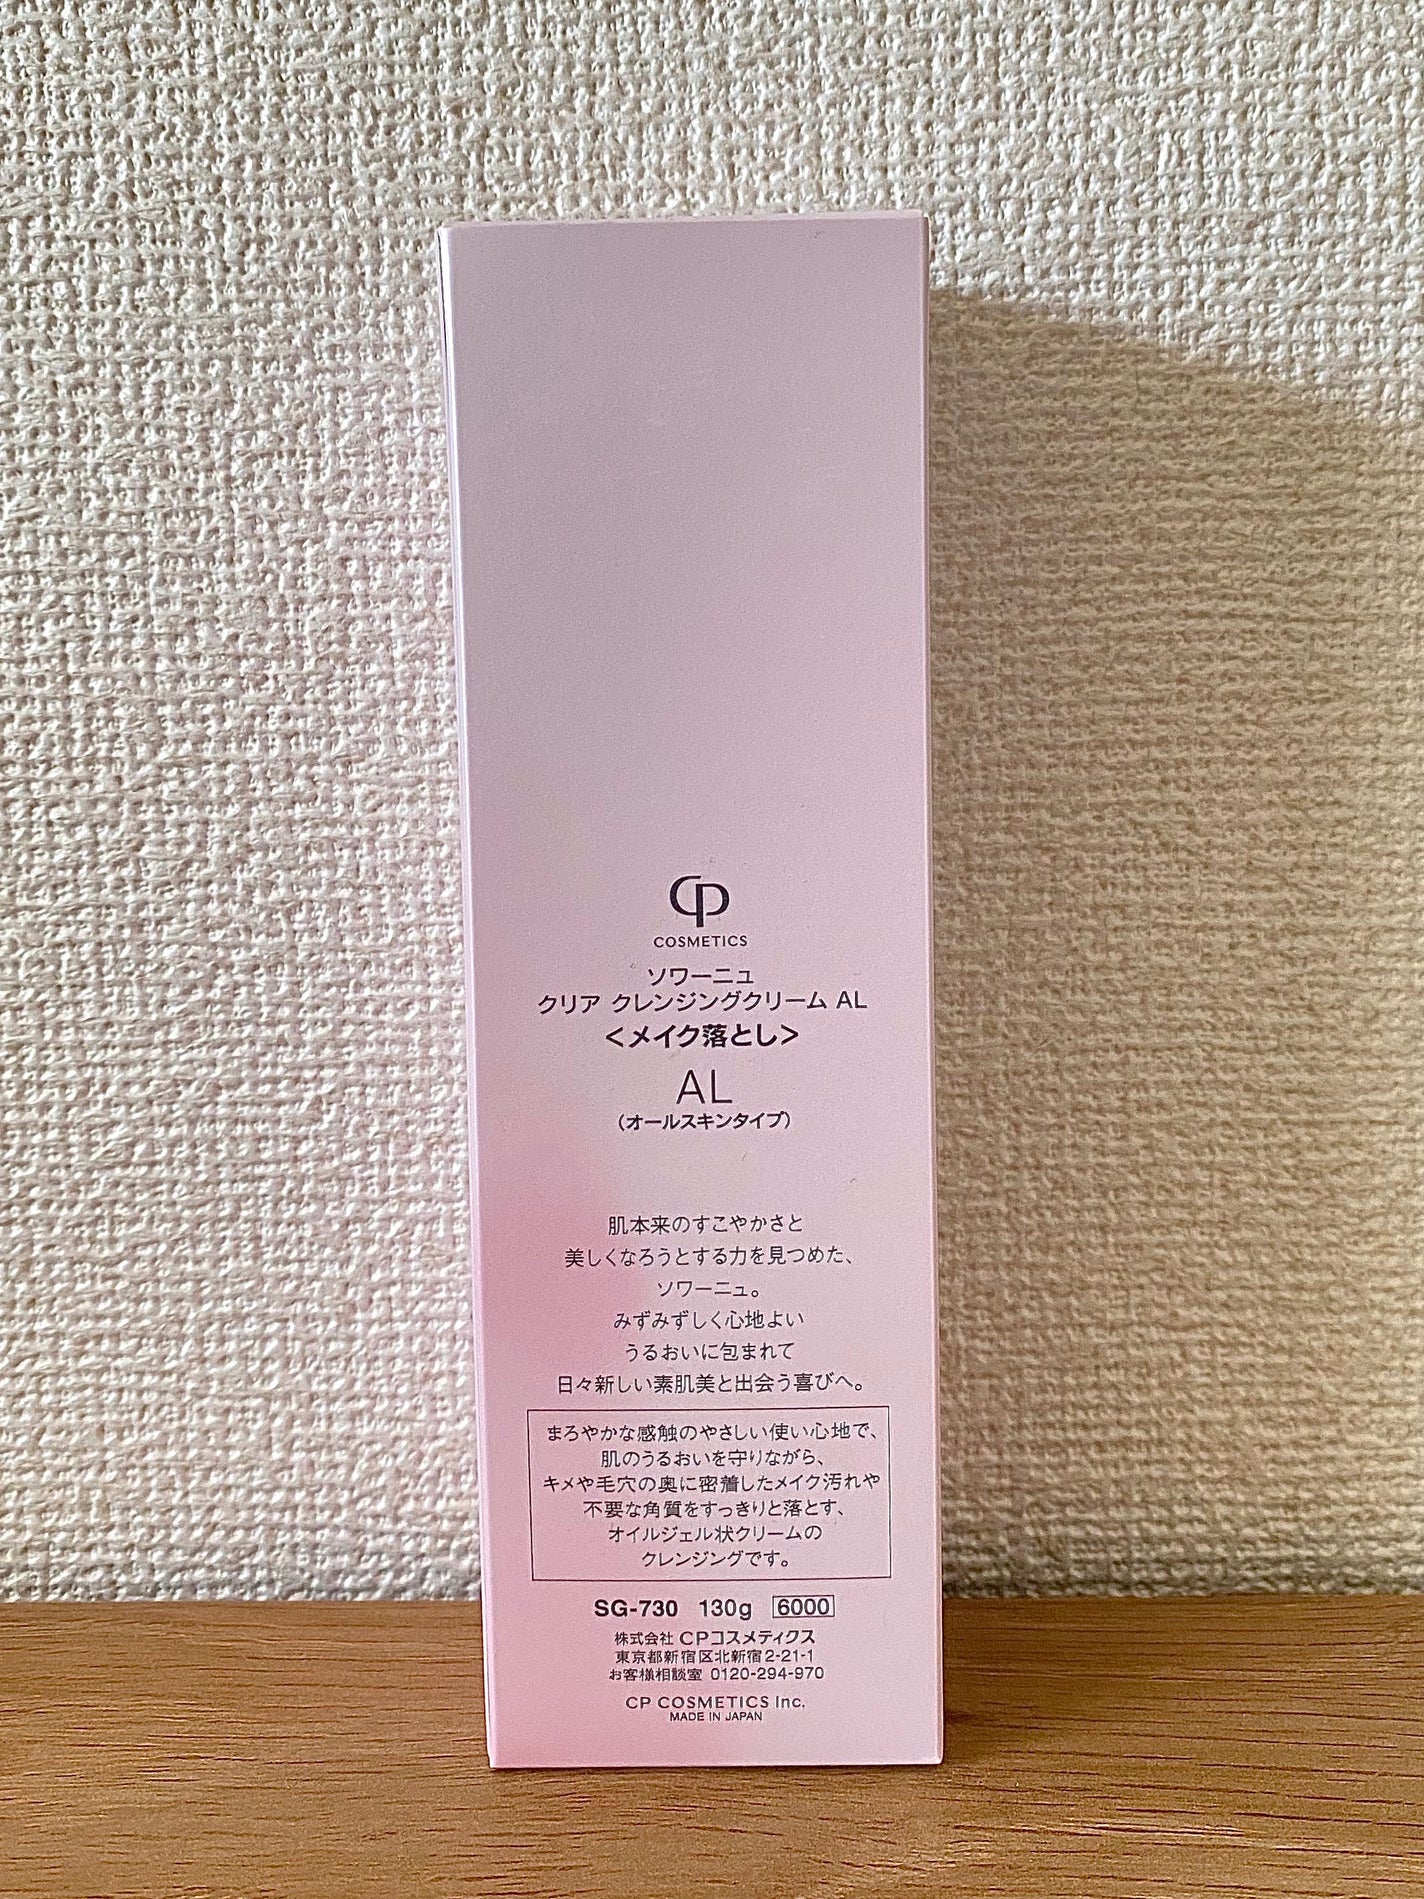 CP
COSMETICS
ソワーニュ
クリア クレンジングクリーム AL
<メイク落とし>
AL
(オールスキンタイプ)
肌本来のすこやかさと
美しくなろうとする力を見つめた、
ソワーニュ。
みずみずしく心地よい
うるおいに包まれて
日々新しい素肌美と出会う喜びへ。
まろやかな感触のやさしい使い心地で、
肌のうるおいを守りながら、
キメや毛穴の奥に密着したメイク汚れや
不要な角質をすっきりと落とす、
オイルジェル状クリームの
クレンジングです。
SG-730 130g 6000
株式会社 CPコスメティクス
東京都新宿区北新宿2-21-1
お客様相談室 0120-294-970
CP COSMETICS Inc.
MADE IN JAPAN